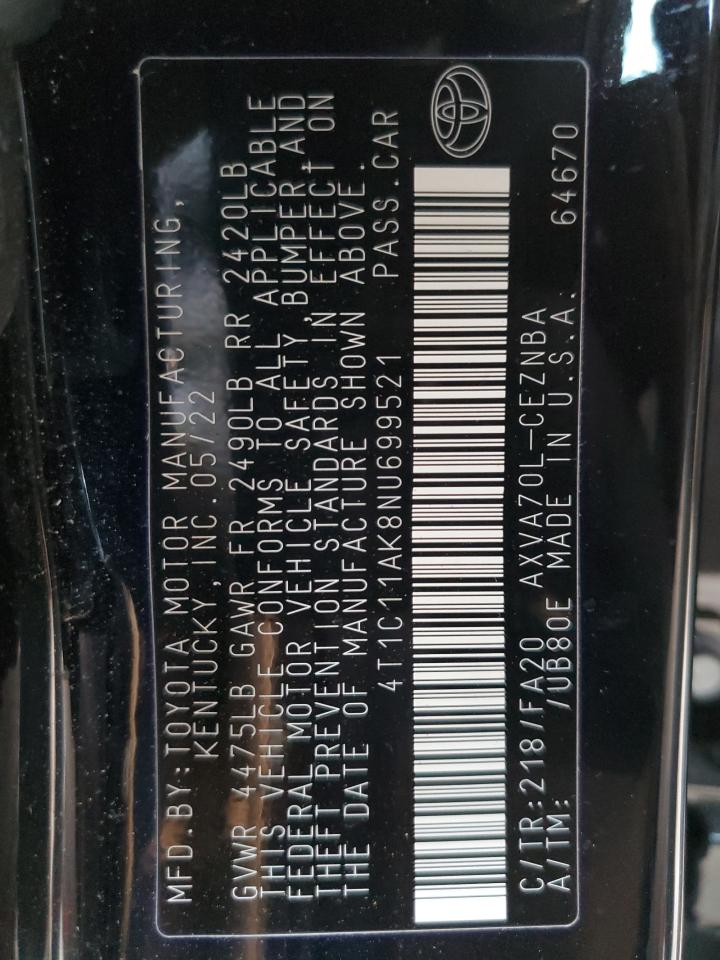 MFD.BY:TOYOTA MOTOR MANUFACTURING,
KENTUCKY,INC.05/22
GVWR 4475LB GAWR FR 2490LB RR 2420LB
THIS VEHICLE CONFORMS TO ALL APPLICABLE
FEDERAL MOTOR VEHICLE SAFETY,BUMPER,AND
THEFT PREVENTION STANDARDS IN EFFECT ON
THE DATE OF MANUFACTURE SHOWN ABOVE.
4T1C11AK8NU699521 PASS.CAR
C/TR:218/FA20 AXVA70L-CEZNBA
A/TM: /UB80E MADE IN U.S.A. 64670